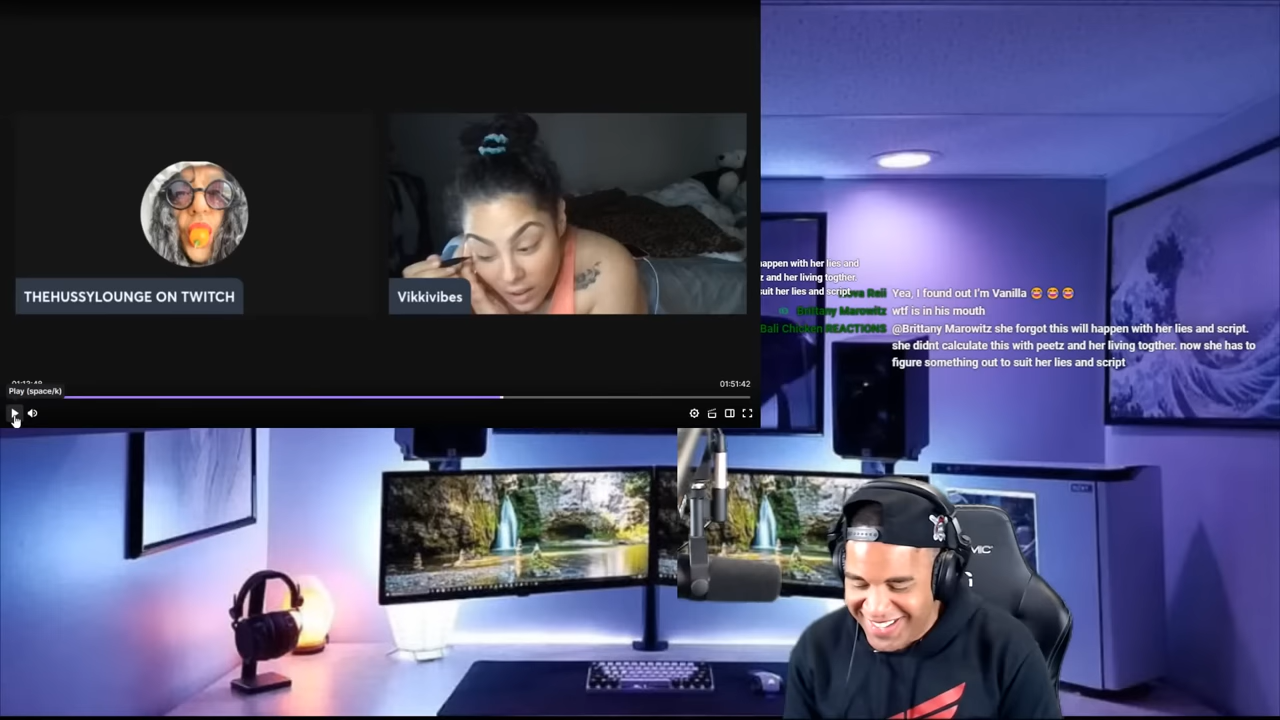 THEHUSSYLOUNGE ON TWITCH
Vikkivibes
01:51:42
Play (space/k)
happen with her lies and
z and her living togther.
suit her lies and script
Yea, I found out I'm Vanilla 🥰 🥰 🥰
Brittany Marowitz wtf is in his mouth
Bali Chicken REACTIONS @Brittany Marowitz she forgot this will happen with her lies and script.
she didnt calculate this with peetz and her living togther. now she has to
figure something out to suit her lies and script